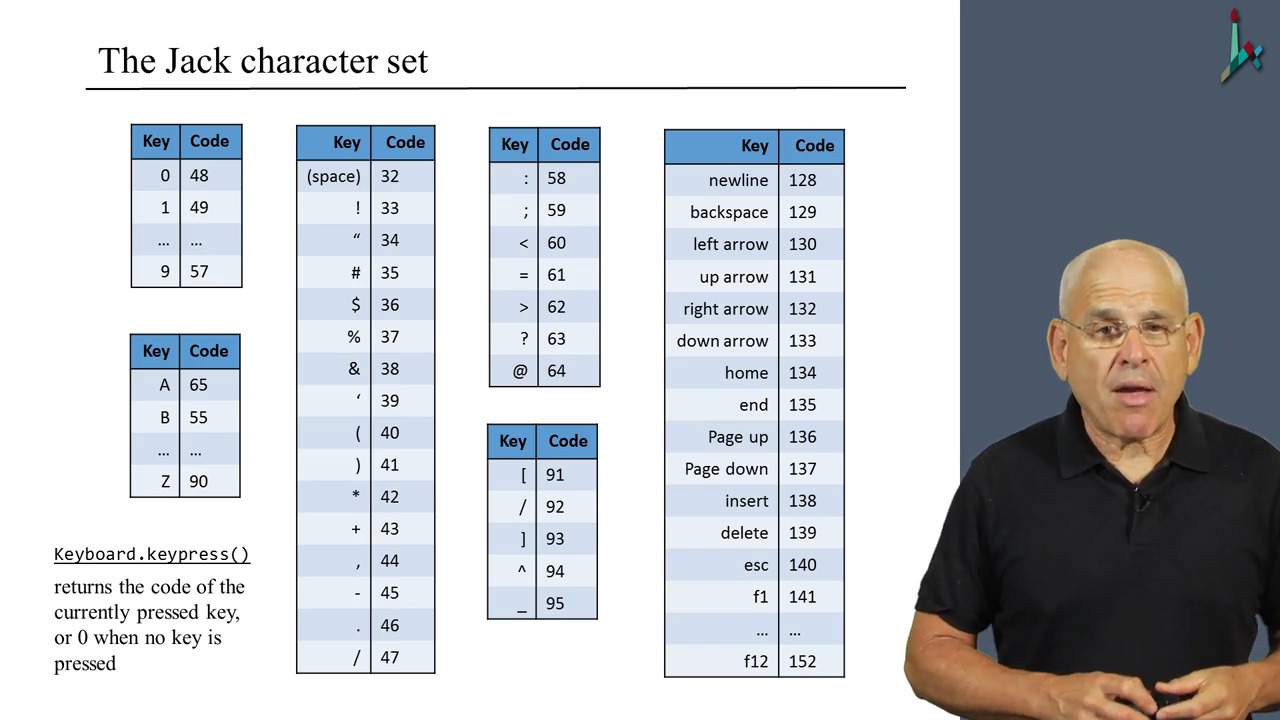 The Jack character set
Key Code
0 48
1 49
... ...
9 57
Key Code
A 65
B 55
... ...
Z 90
Keyboard.keypress()
returns the code of the
currently pressed key,
or 0 when no key is
pressed
Key Code
(space) 32
! 33
“ 34
# 35
$ 36
% 37
& 38
‘ 39
( 40
) 41
* 42
+ 43
, 44
- 45
. 46
/ 47
Key Code
: 58
; 59
< 60
= 61
> 62
? 63
@ 64
Key Code
[ 91
/ 92
] 93
^ 94
_ 95
Key Code
newline 128
backspace 129
left arrow 130
up arrow 131
right arrow 132
down arrow 133
home 134
end 135
Page up 136
Page down 137
insert 138
delete 139
esc 140
f1 141
... ...
f12 152